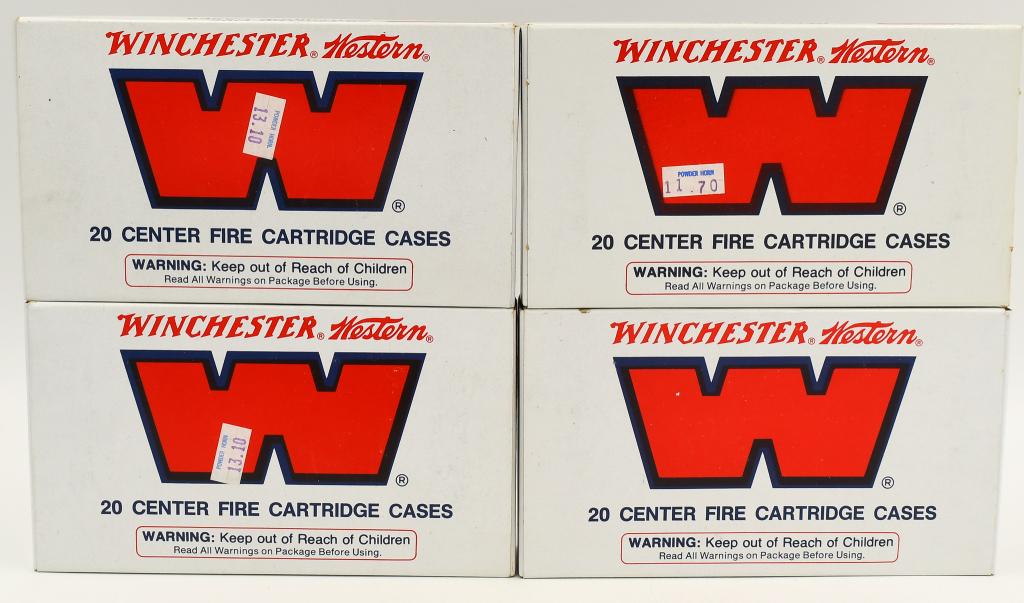 WINCHESTER® Western®
W
POWDER HORN
13.10
®
20 CENTER FIRE CARTRIDGE CASES
WARNING: Keep out of Reach of Children
Read All Warnings on Package Before Using.
WINCHESTER® Western®
W
POWDER HORN
11.70
®
20 CENTER FIRE CARTRIDGE CASES
WARNING: Keep out of Reach of Children
Read All Warnings on Package Before Using.
WINCHESTER® Western®
W
POWDER HORN
13.10
®
20 CENTER FIRE CARTRIDGE CASES
WARNING: Keep out of Reach of Children
Read All Warnings on Package Before Using.
WINCHESTER® Western®
W
®
20 CENTER FIRE CARTRIDGE CASES
WARNING: Keep out of Reach of Children
Read All Warnings on Package Before Using.